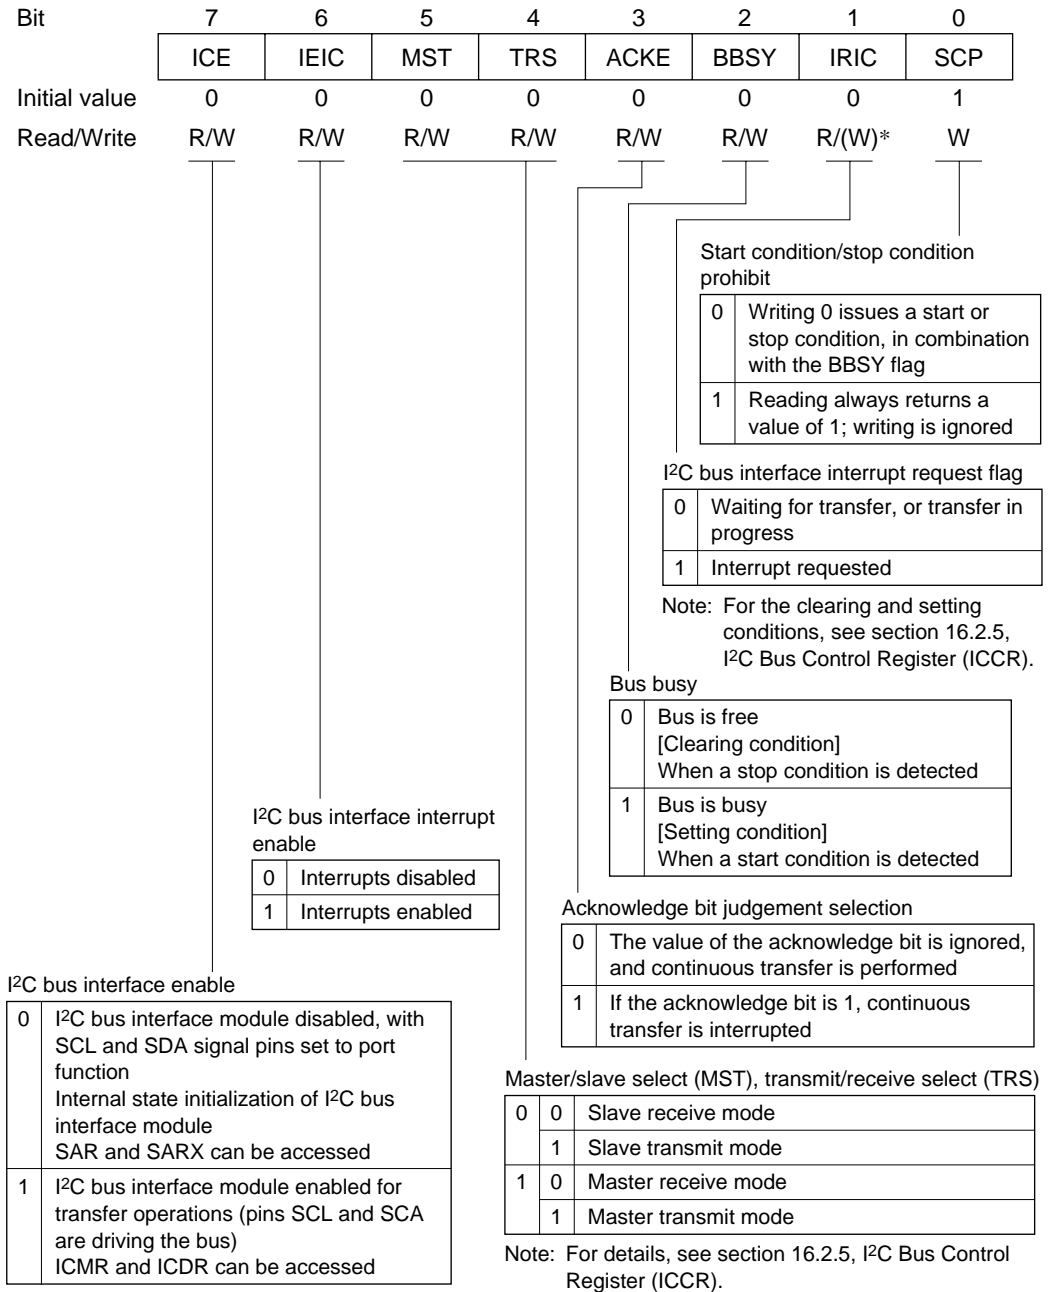 Bit 7 6 5 4 3 2 1 0
ICE IEIC MST TRS ACKE BBSY IRIC SCP
Initial value 0 0 0 0 0 0 0 1
Read/Write R/W R/W R/W R/W R/W R/W R/(W)* W
Start condition/stop condition
prohibit
0 Writing 0 issues a start or
stop condition, in combination
with the BBSY flag
1 Reading always returns a
value of 1; writing is ignored
I2C bus interface interrupt request flag
0 Waiting for transfer, or transfer in
progress
1 Interrupt requested
Note: For the clearing and setting
conditions, see section 16.2.5,
I2C Bus Control Register (ICCR).
Bus busy
0 Bus is free
[Clearing condition]
When a stop condition is detected
1 Bus is busy
[Setting condition]
When a start condition is detected
I2C bus interface interrupt
enable
0 Interrupts disabled
1 Interrupts enabled
Acknowledge bit judgement selection
0 The value of the acknowledge bit is ignored,
and continuous transfer is performed
1 If the acknowledge bit is 1, continuous
transfer is interrupted
I2C bus interface enable
0 I2C bus interface module disabled, with
SCL and SDA signal pins set to port
function
Internal state initialization of I2C bus
interface module
SAR and SARX can be accessed
1 I2C bus interface module enabled for
transfer operations (pins SCL and SCA
are driving the bus)
ICMR and ICDR can be accessed
Master/slave select (MST), transmit/receive select (TRS)
0 0 Slave receive mode
1 Slave transmit mode
1 0 Master receive mode
1 Master transmit mode
Note: For details, see section 16.2.5, I2C Bus Control
Register (ICCR).